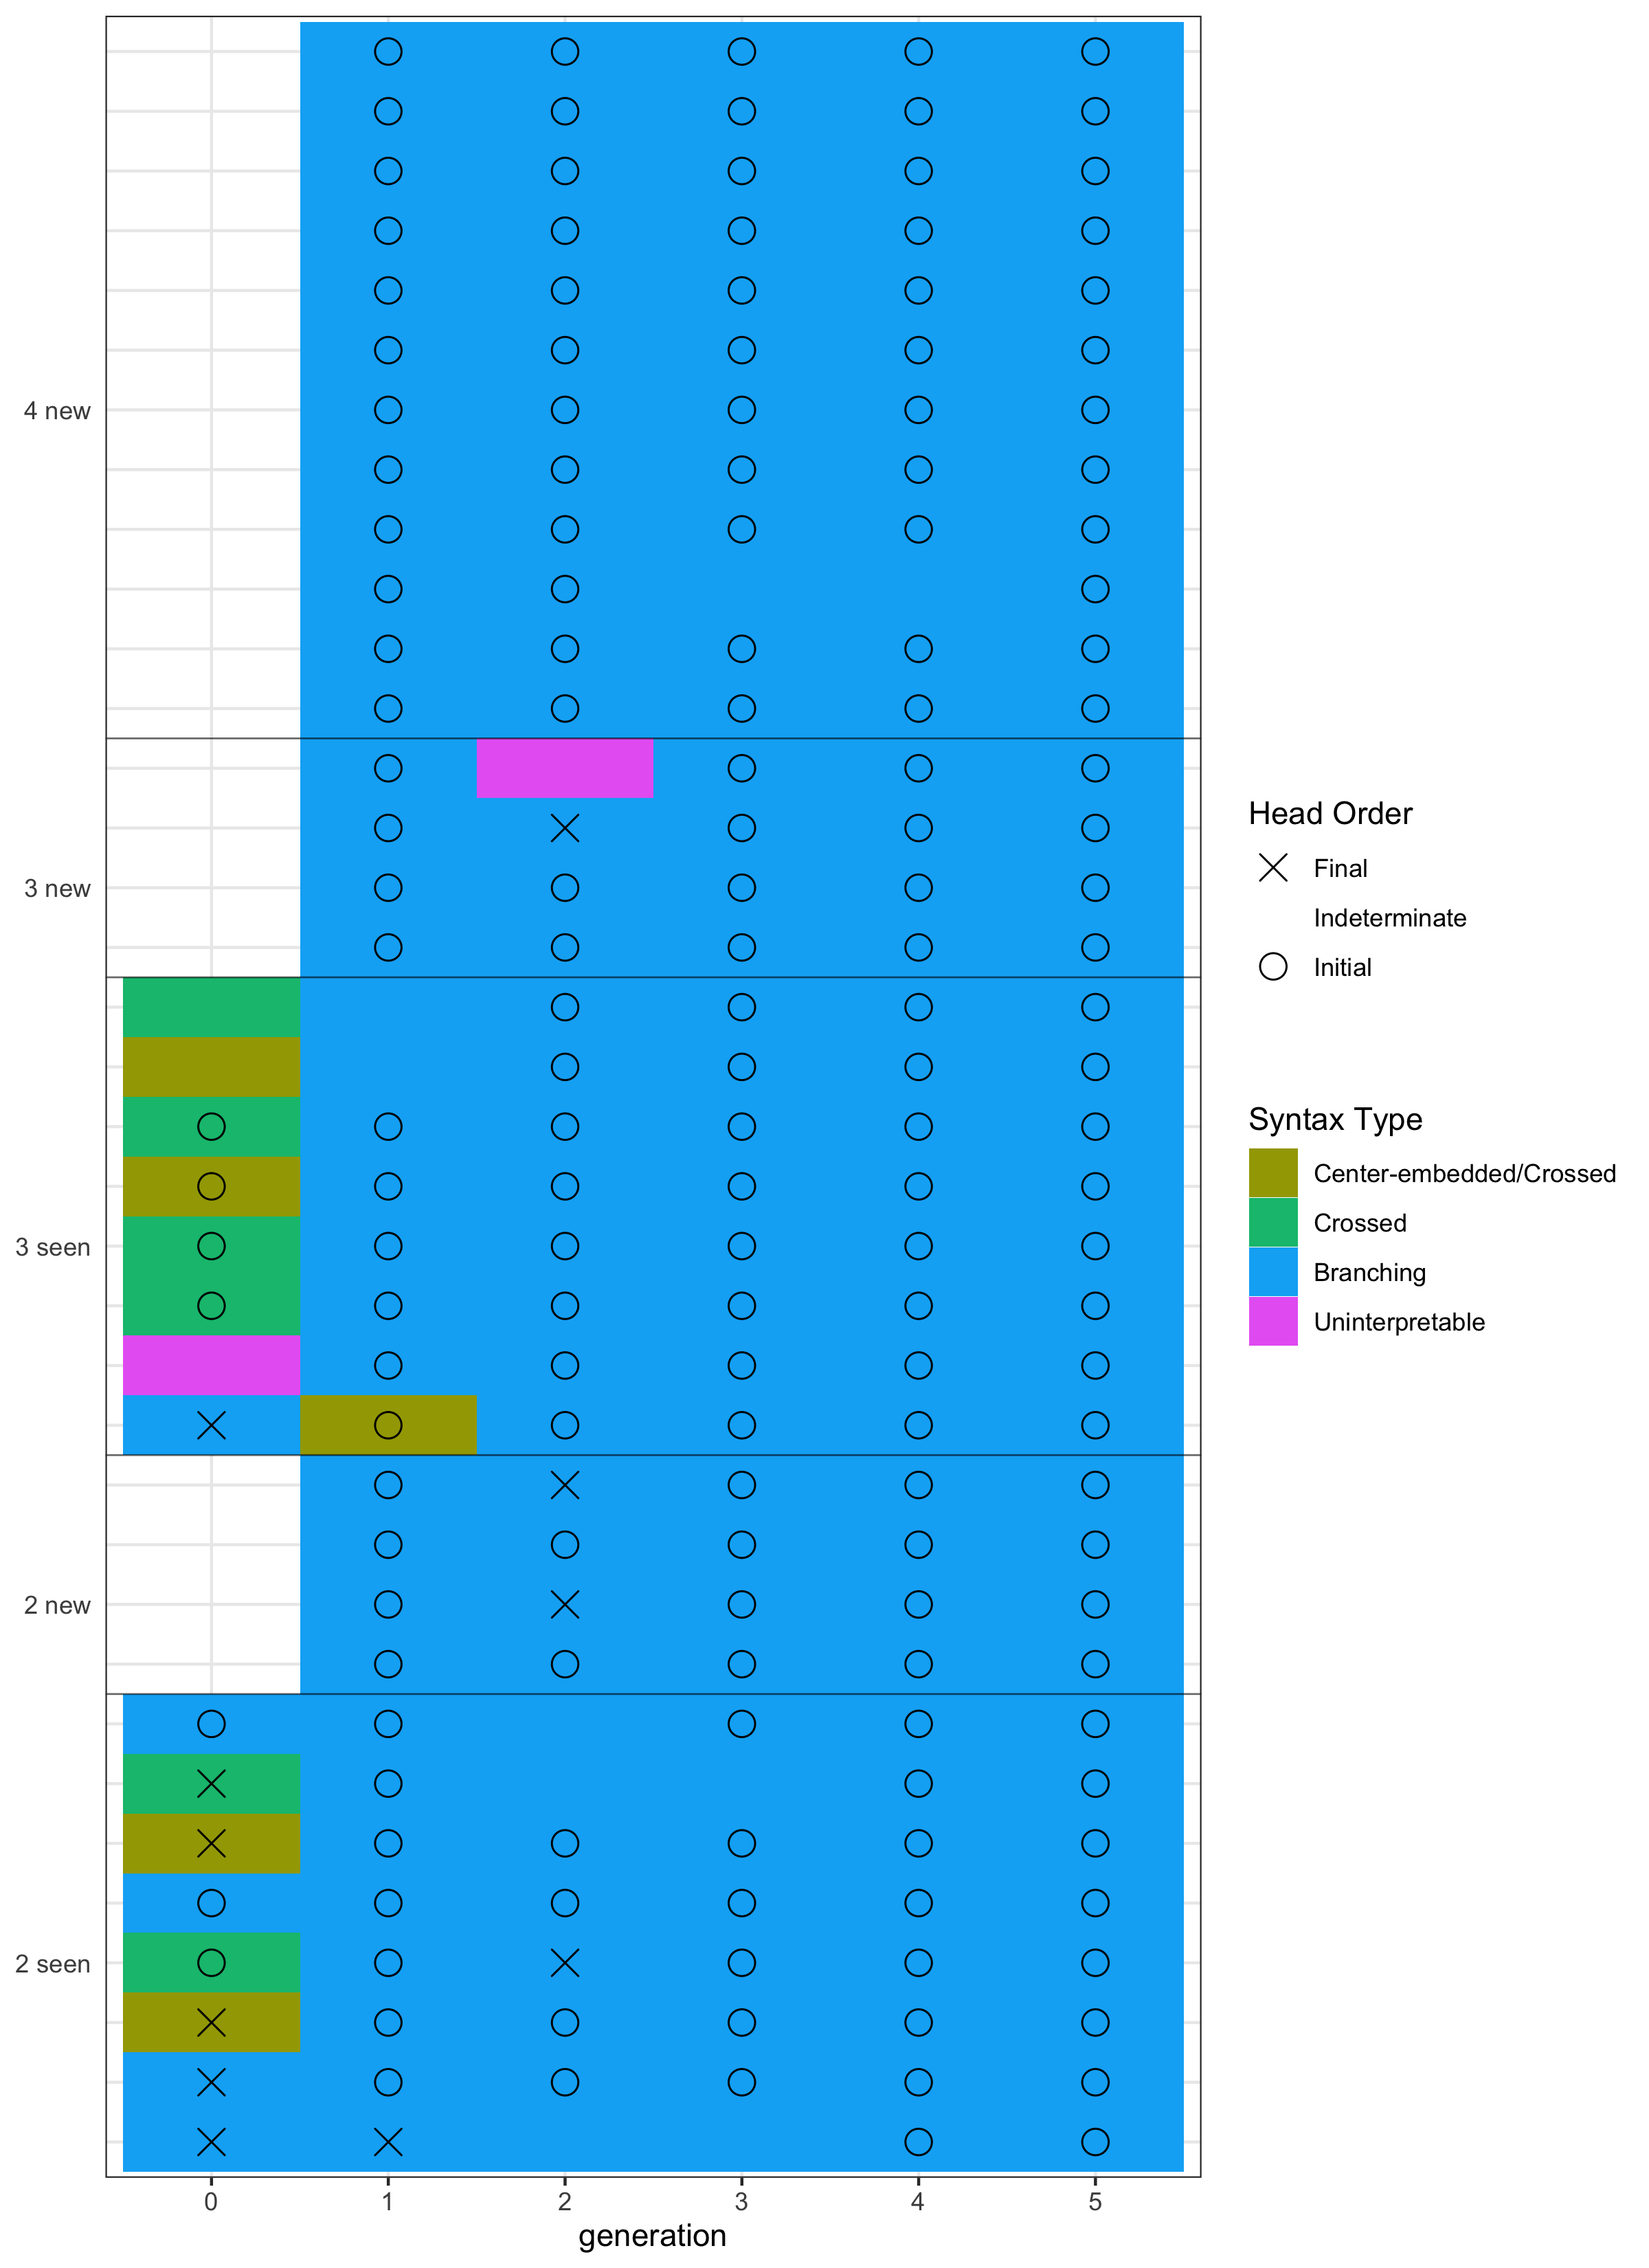 4 new
3 new
3 seen
2 new
2 seen
0 1 2 3 4 5
generation
Head Order
Final
Indeterminate
Initial
Syntax Type
Center-embedded/Crossed
Crossed
Branching
Uninterpretable